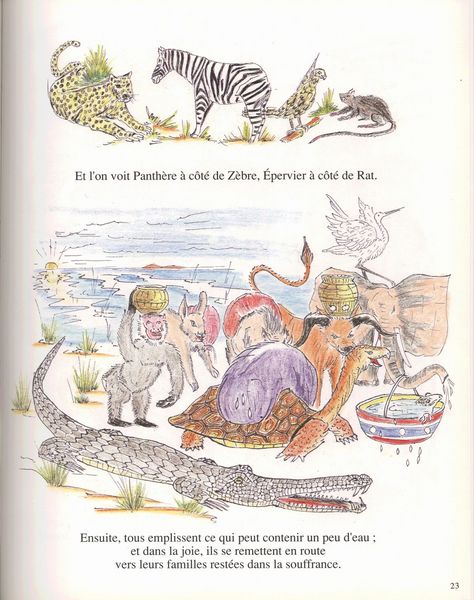 Et l'on voit Panthère à côté de Zèbre, Épervier à côté de Rat.
Ensuite, tous emplissent ce qui peut contenir un peu d'eau ;
et dans la joie, ils se remettent en route
vers leurs familles restées dans la souffrance.
23